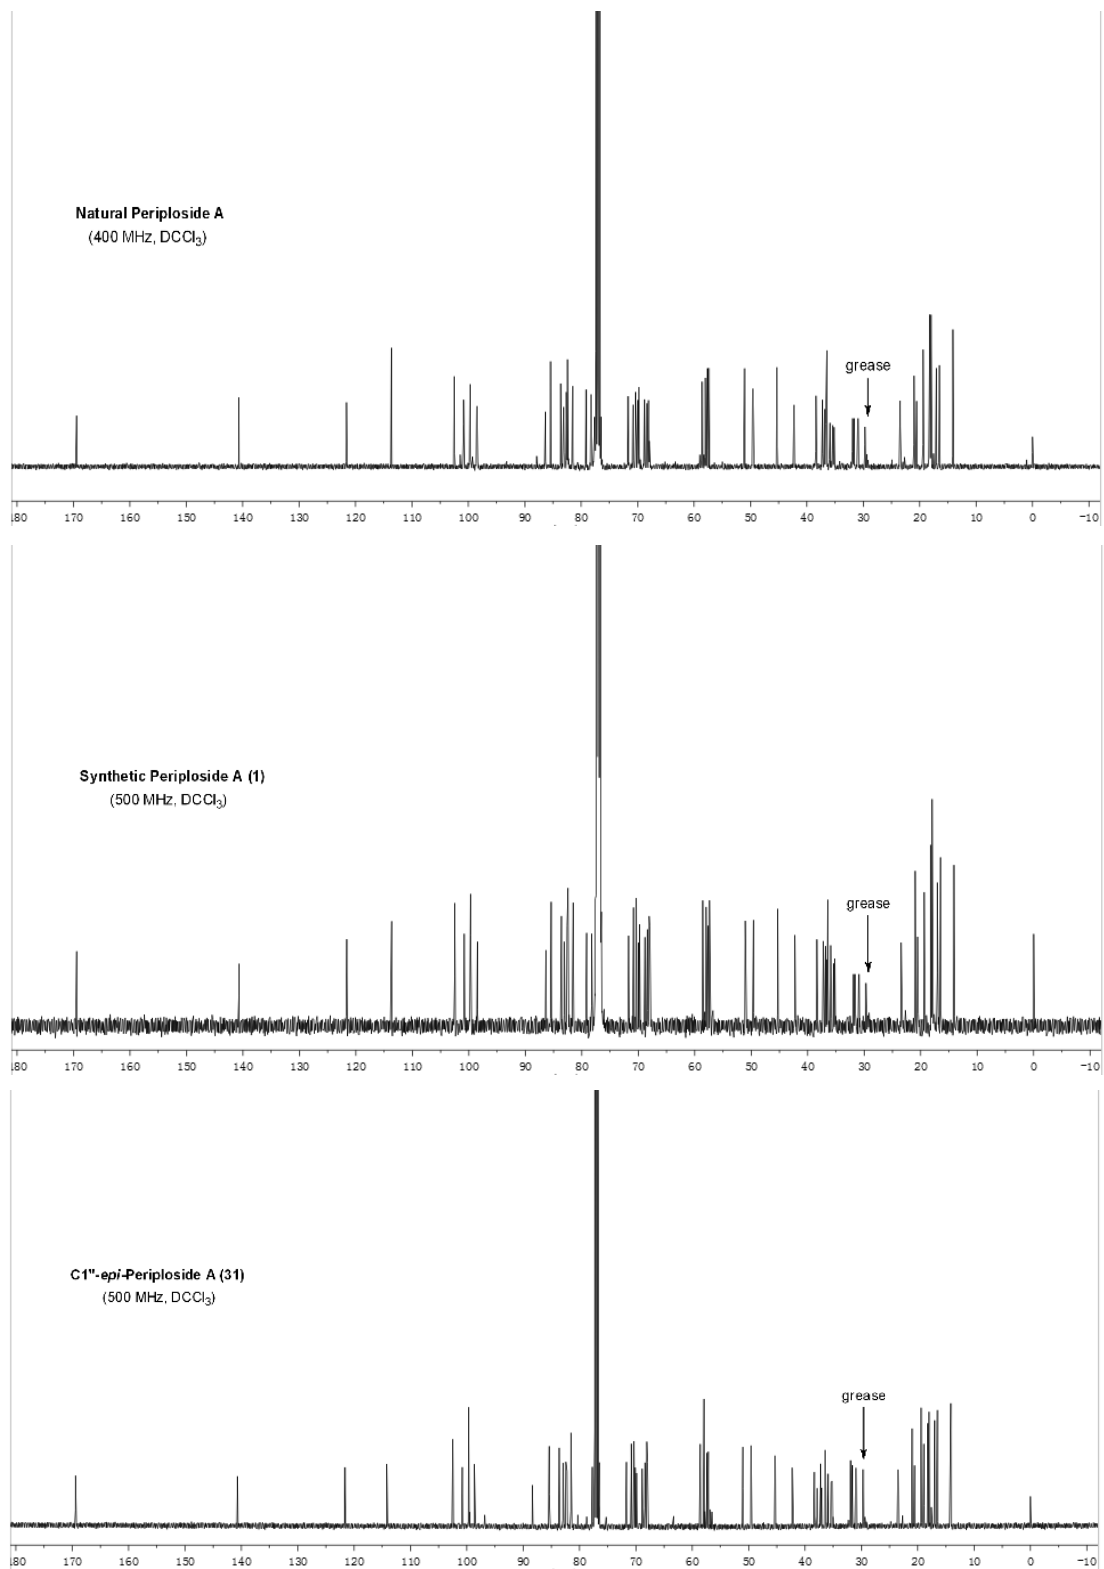 Natural Periploside A
(400 MHz, DCCl₃)
grease
180 170 160 150 140 130 120 110 100 90 80 70 60 50 40 30 20 10 0 −10
Synthetic Periploside A (1)
(500 MHz, DCCl₃)
grease
180 170 160 150 140 130 120 110 100 90 80 70 60 50 40 30 20 10 0 −10
C1"-epi-Periploside A (31)
(500 MHz, DCCl₃)
grease
180 170 160 150 140 130 120 110 100 90 80 70 60 50 40 30 20 10 0 −10